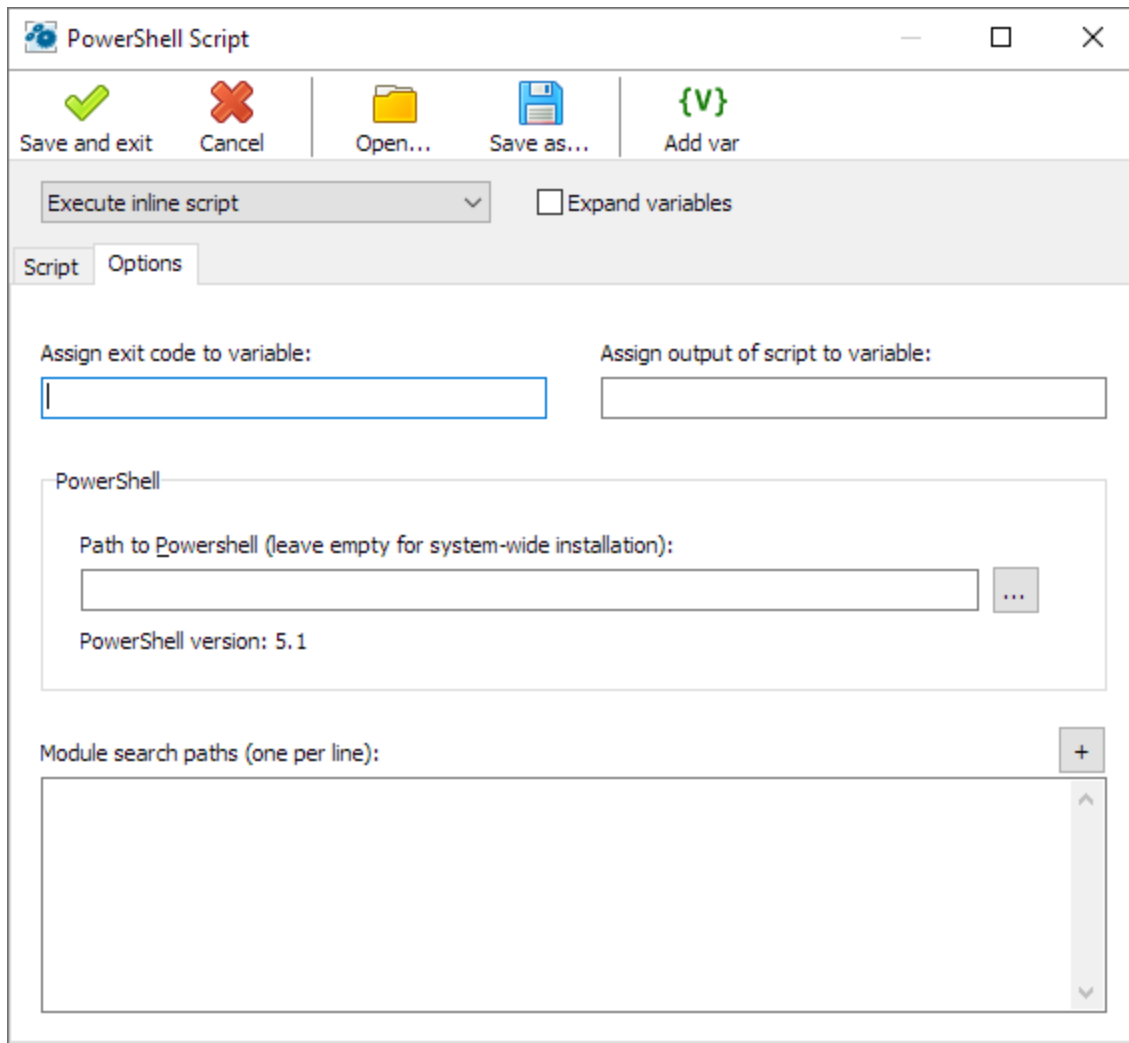 PowerShell Script
Save and exit
Cancel
Open...
Save as...
{V}
Add var
Execute inline script
Expand variables
Script
Options
Assign exit code to variable:
Assign output of script to variable:
PowerShell
Path to Powershell (leave empty for system-wide installation):
...
PowerShell version: 5.1
Module search paths (one per line):
+